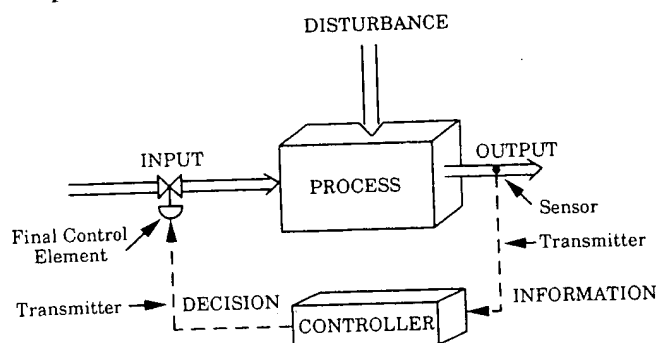 DISTURBANCE
INPUT
OUTPUT
PROCESS
Sensor
Final Control
Element
Transmitter
Transmitter
DECISION
INFORMATION
CONTROLLER